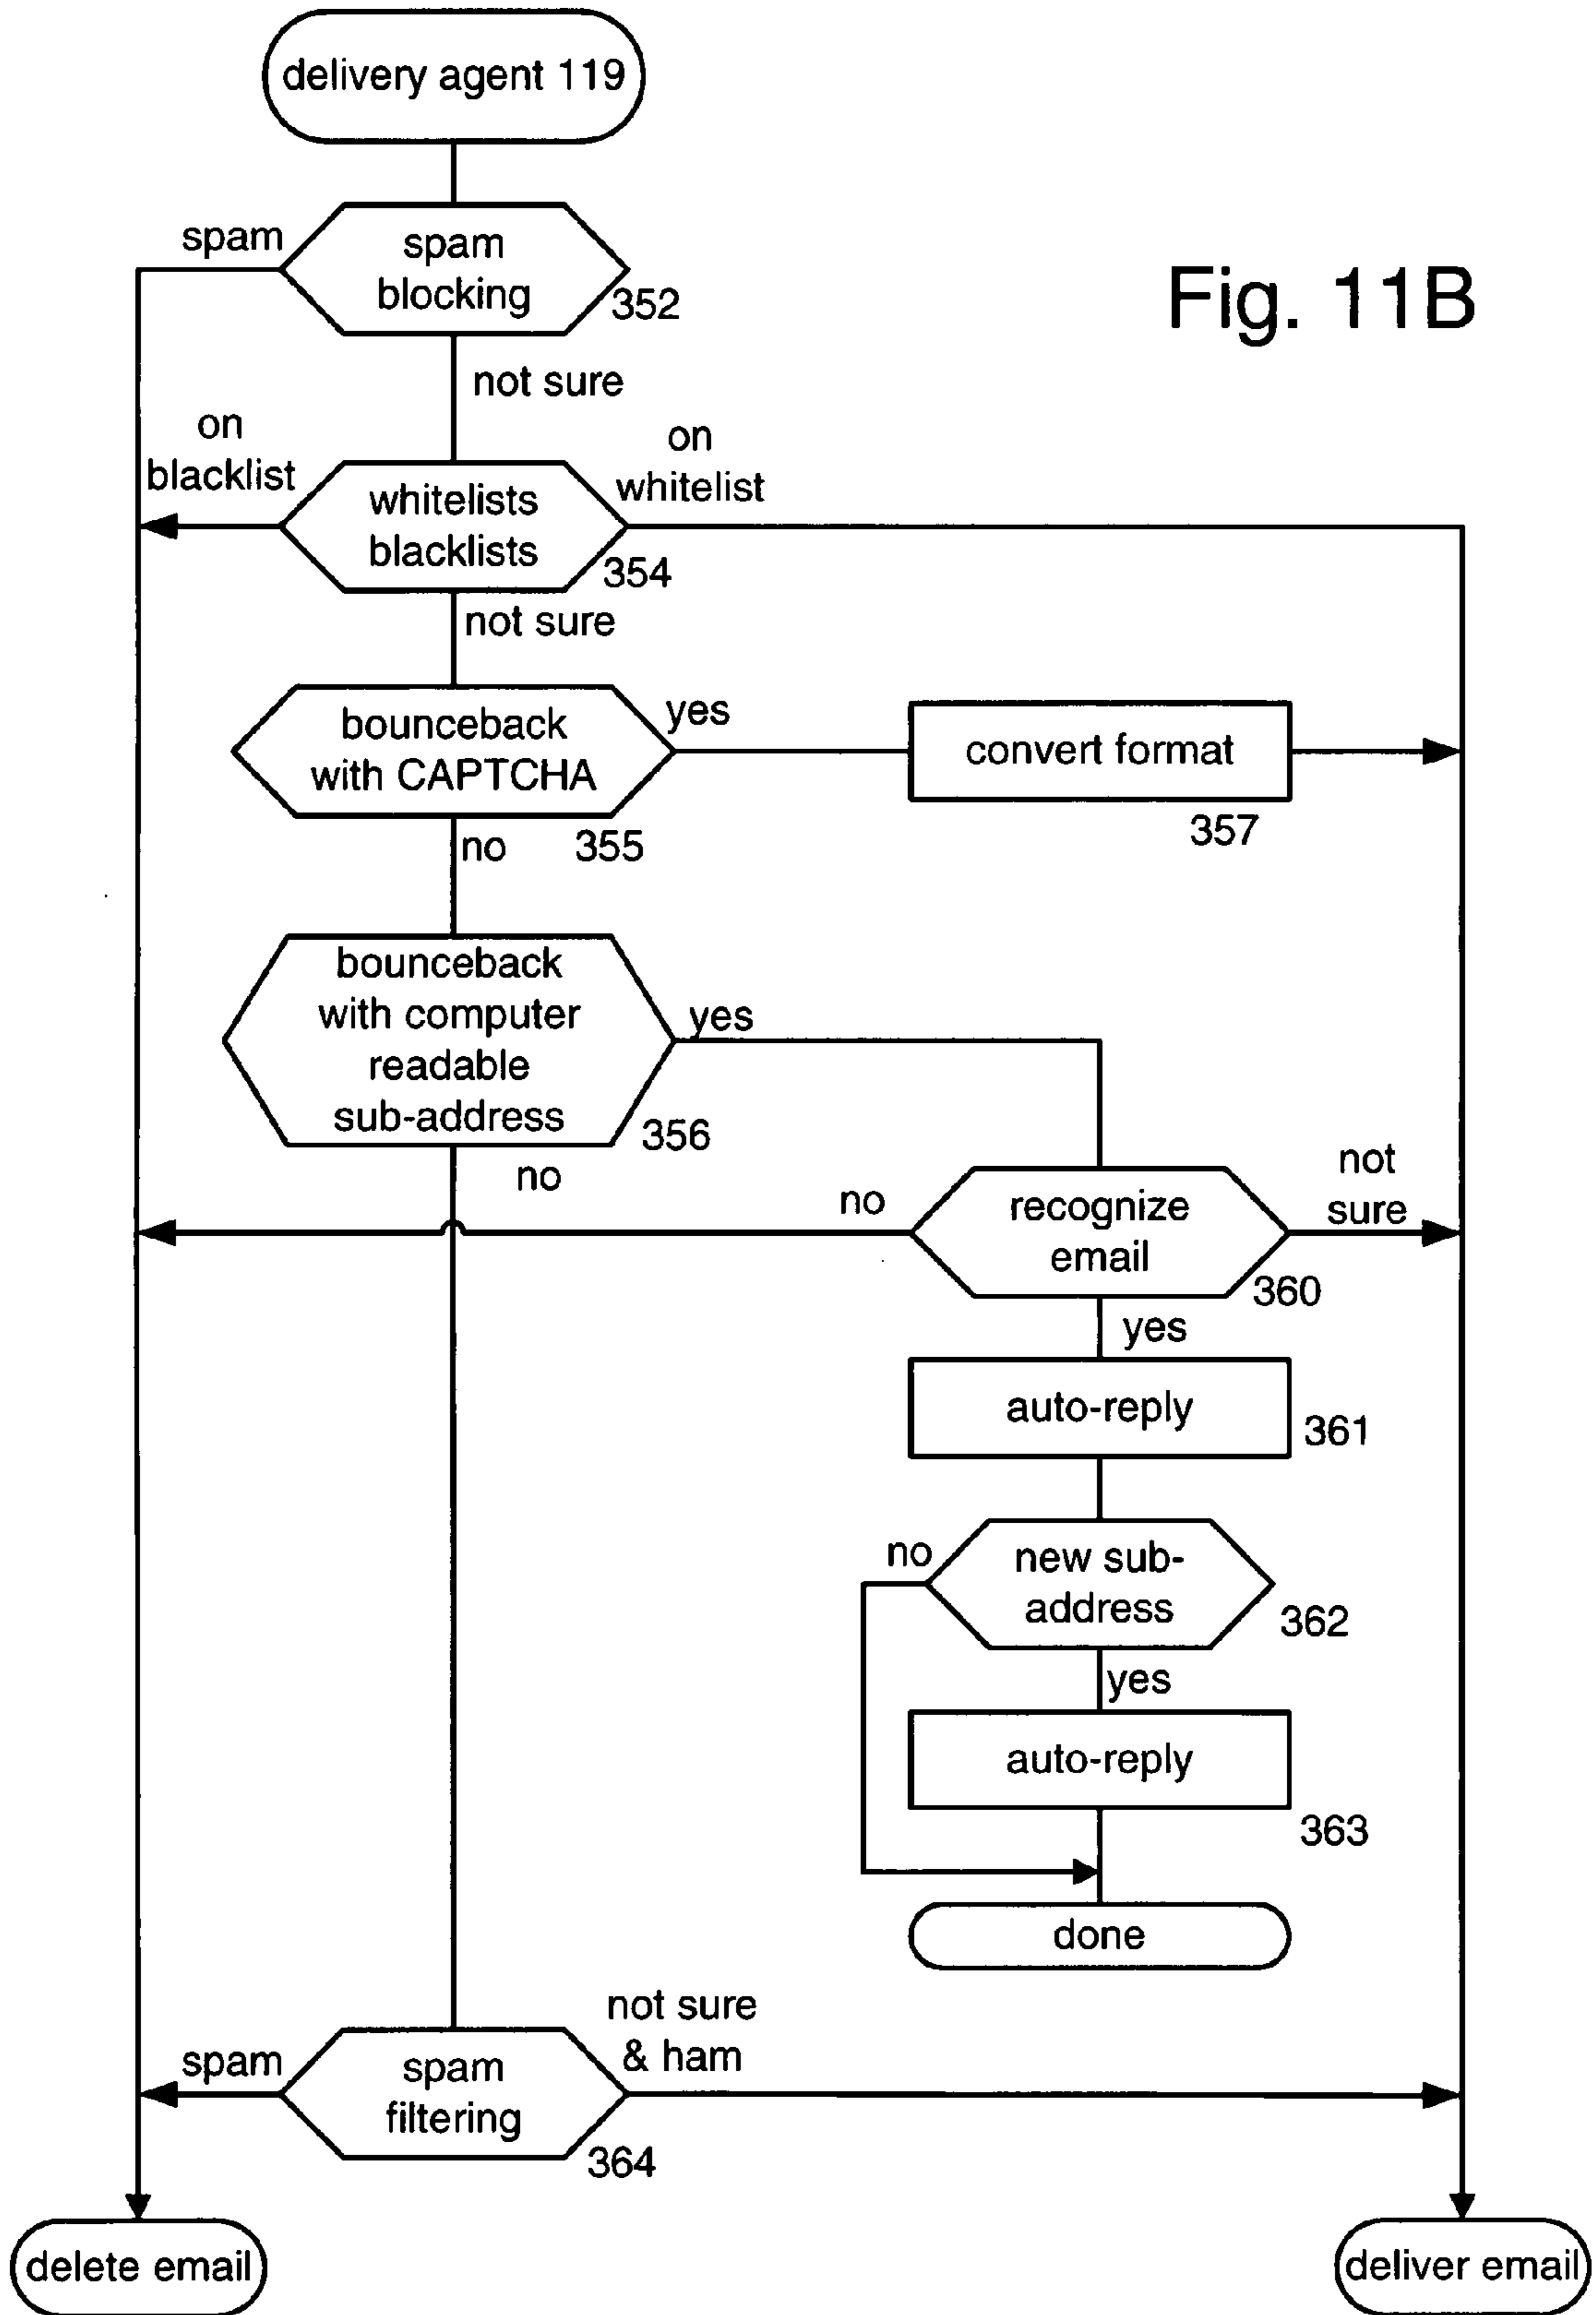 delivery agent 119
spam
spam
blocking
352
Fig. 11B
not sure
on
blacklist
on
whitelist
whitelists
blacklists
354
not sure
bounceback
with CAPTCHA
355
yes
convert format
357
no
bounceback
with computer
readable
sub-address
356
yes
no
no
recognize
email
360
not
sure
yes
auto-reply
361
no
new sub-
address
362
yes
auto-reply
363
done
not sure
& ham
spam
spam
filtering
364
delete email
deliver email